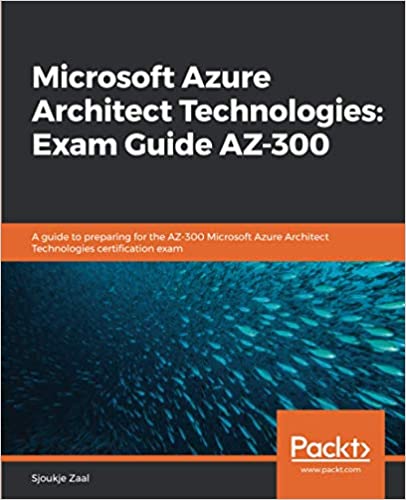 Microsoft Azure
Architect Technologies:
Exam Guide AZ-300
A guide to preparing for the AZ-300 Microsoft Azure Architect
Technologies certification exam
Packt>
www.packt.com
Sjoukje Zaal